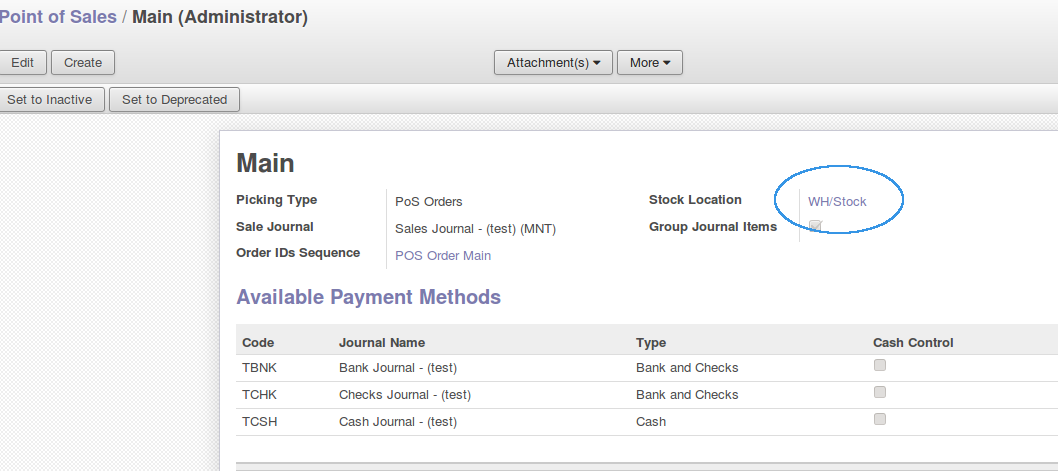 Point of Sales / Main (Administrator)
Edit Create Attachment(s) More
Set to Inactive Set to Deprecated
Main
Picking Type PoS Orders Stock Location WH/Stock
Sale Journal Sales Journal - (test) (MNT) Group Journal Items
Order IDs Sequence POS Order Main
Available Payment Methods
Code Journal Name Type Cash Control
TBNK Bank Journal - (test) Bank and Checks
TCHK Checks Journal - (test) Bank and Checks
TCSH Cash Journal - (test) Cash